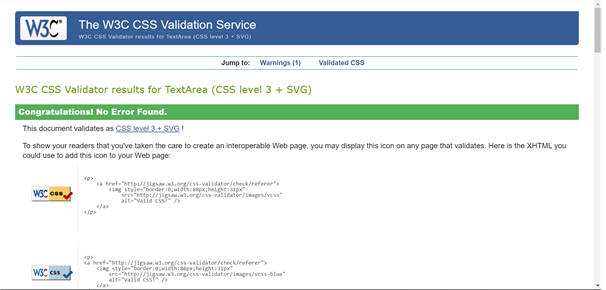 W3C®
The W3C CSS Validation Service
W3C CSS Validator results for TextArea (CSS level 3 + SVG)
Jump to: Warnings (1) Validated CSS
W3C CSS Validator results for TextArea (CSS level 3 + SVG)
Congratulations! No Error Found.
This document validates as CSS level 3 + SVG !
To show your readers that you've taken the care to create an interoperable Web page, you may display this icon on any page that validates. Here is the XHTML you
could use to add this icon to your Web page:
W3C CSS
<p>
<a href="http://jigsaw.w3.org/css-validator/check/referer">
<img style="border:0;width:88px;height:31px"
src="http://jigsaw.w3.org/css-validator/images/vcss"
alt="Valid CSS!" />
</a>
</p>
W3C CSS
<p>
<a href="http://jigsaw.w3.org/css-validator/check/referer">
<img style="border:0;width:88px;height:31px"
src="http://jigsaw.w3.org/css-validator/images/vcss-blue"
alt="Valid CSS!" />
</a>